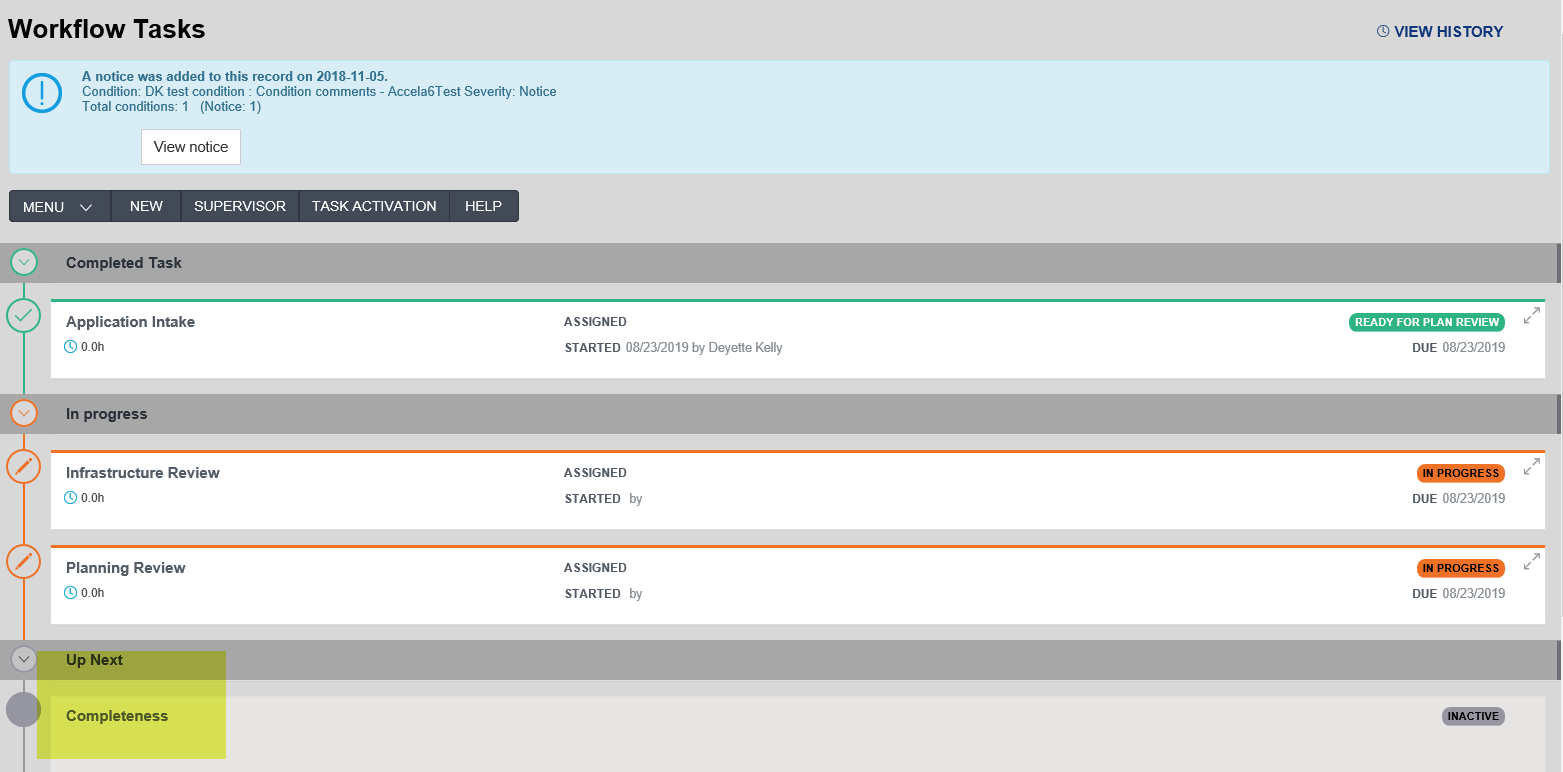 Workflow Tasks
VIEW HISTORY
A notice was added to this record on 2018-11-05.
Condition: DK test condition : Condition comments - Accela6Test Severity: Notice
Total conditions: 1 (Notice: 1)
View notice
MENU NEW SUPERVISOR TASK ACTIVATION HELP
Completed Task
Application Intake ASSIGNED READY FOR PLAN REVIEW
0.0h STARTED 08/23/2019 by Deyette Kelly DUE 08/23/2019
In progress
Infrastructure Review ASSIGNED IN PROGRESS
0.0h STARTED by DUE 08/23/2019
Planning Review ASSIGNED IN PROGRESS
0.0h STARTED by DUE 08/23/2019
Up Next
Completeness INACTIVE